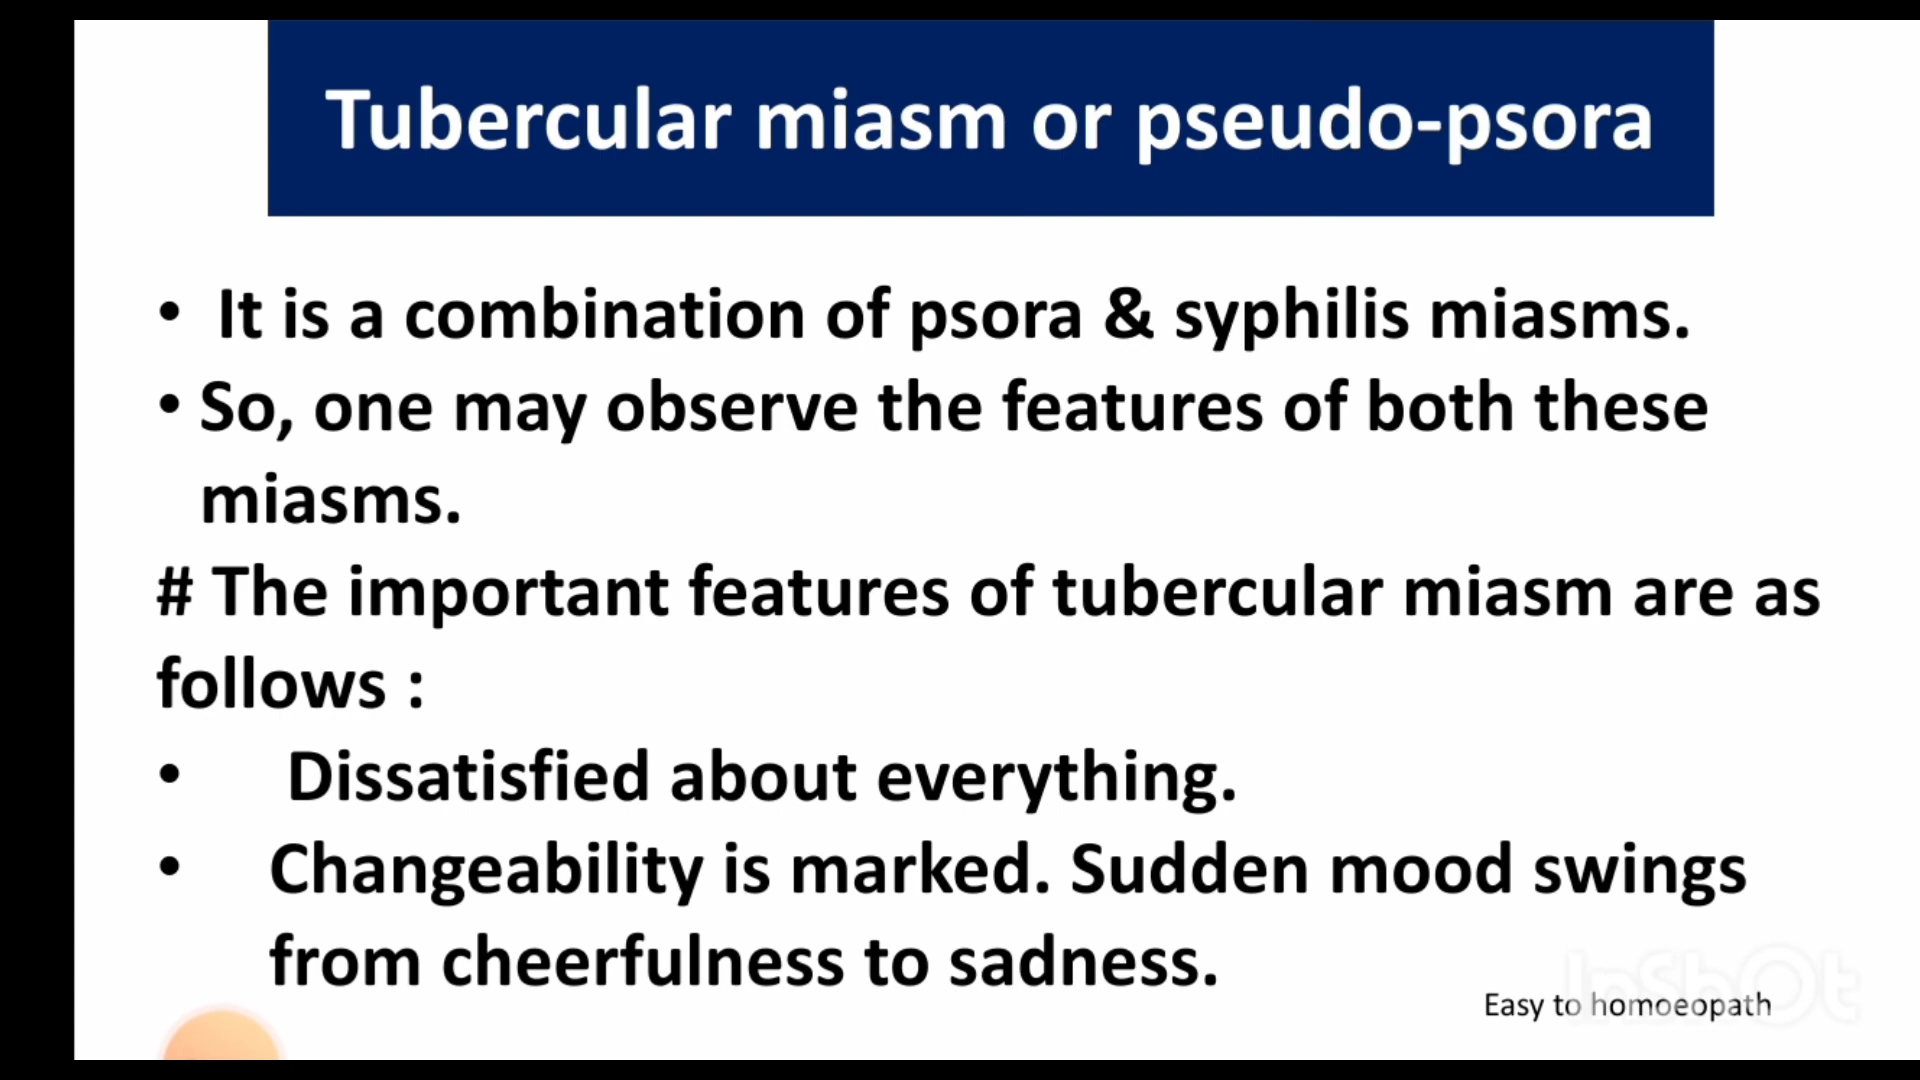 Tubercular miasm or pseudo-psora
• It is a combination of psora & syphilis miasms.
• So, one may observe the features of both these
miasms.
# The important features of tubercular miasm are as
follows :
• Dissatisfied about everything.
• Changeability is marked. Sudden mood swings
from cheerfulness to sadness.
InShOt
Easy to homoeopath